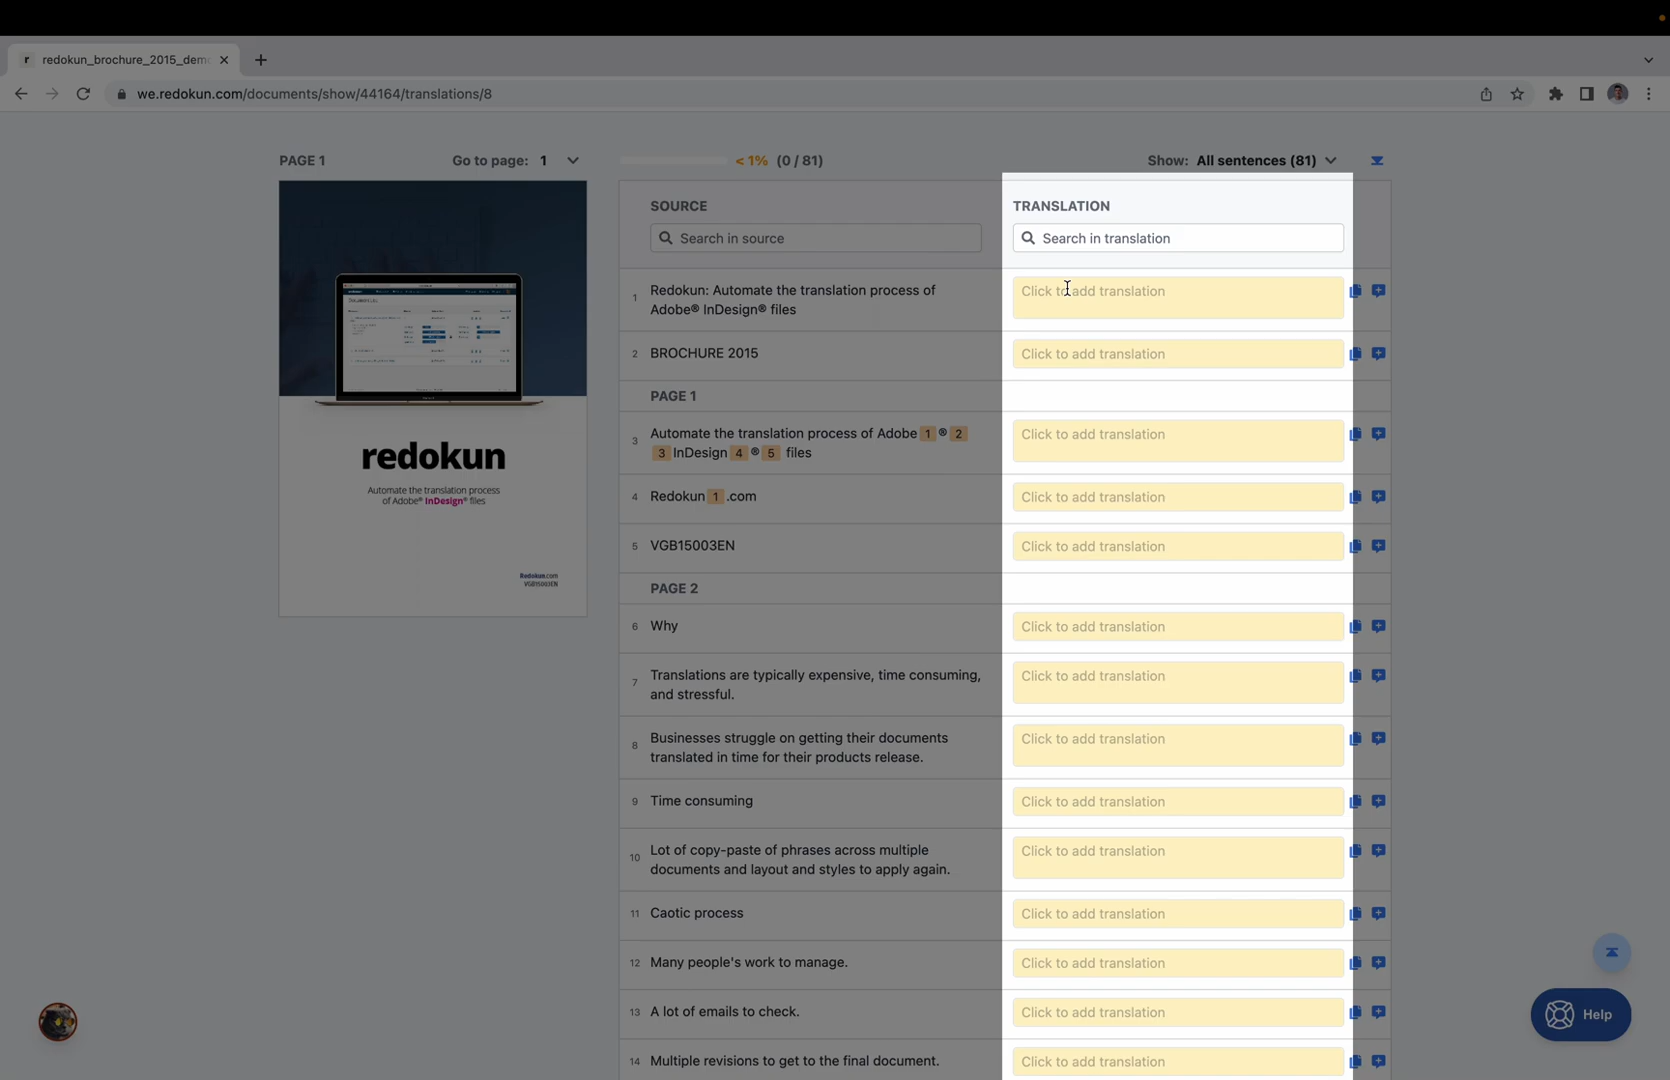 redokun_brochure_2015_dem
we.redokun.com/documents/show/44164/translations/8
PAGE 1
Go to page: 1
< 1% (0 / 81)
Show: All sentences (81)
redokun
Automate the translation process
of Adobe® InDesign® files
Redokun.com
VGB15003EN
SOURCE
TRANSLATION
Search in source
Search in translation
1
Redokun: Automate the translation process of
Adobe® InDesign® files
Click to add translation
2
BROCHURE 2015
Click to add translation
PAGE 1
3
Automate the translation process of Adobe 1 ® 2
3 InDesign 4 ® 5 files
Click to add translation
4
Redokun 1 .com
Click to add translation
5
VGB15003EN
Click to add translation
PAGE 2
6
Why
Click to add translation
7
Translations are typically expensive, time consuming,
and stressful.
Click to add translation
8
Businesses struggle on getting their documents
translated in time for their products release.
Click to add translation
9
Time consuming
Click to add translation
10
Lot of copy-paste of phrases across multiple
documents and layout and styles to apply again.
Click to add translation
11
Caotic process
Click to add translation
12
Many people's work to manage.
Click to add translation
13
A lot of emails to check.
Click to add translation
14
Multiple revisions to get to the final document.
Click to add translation
Help